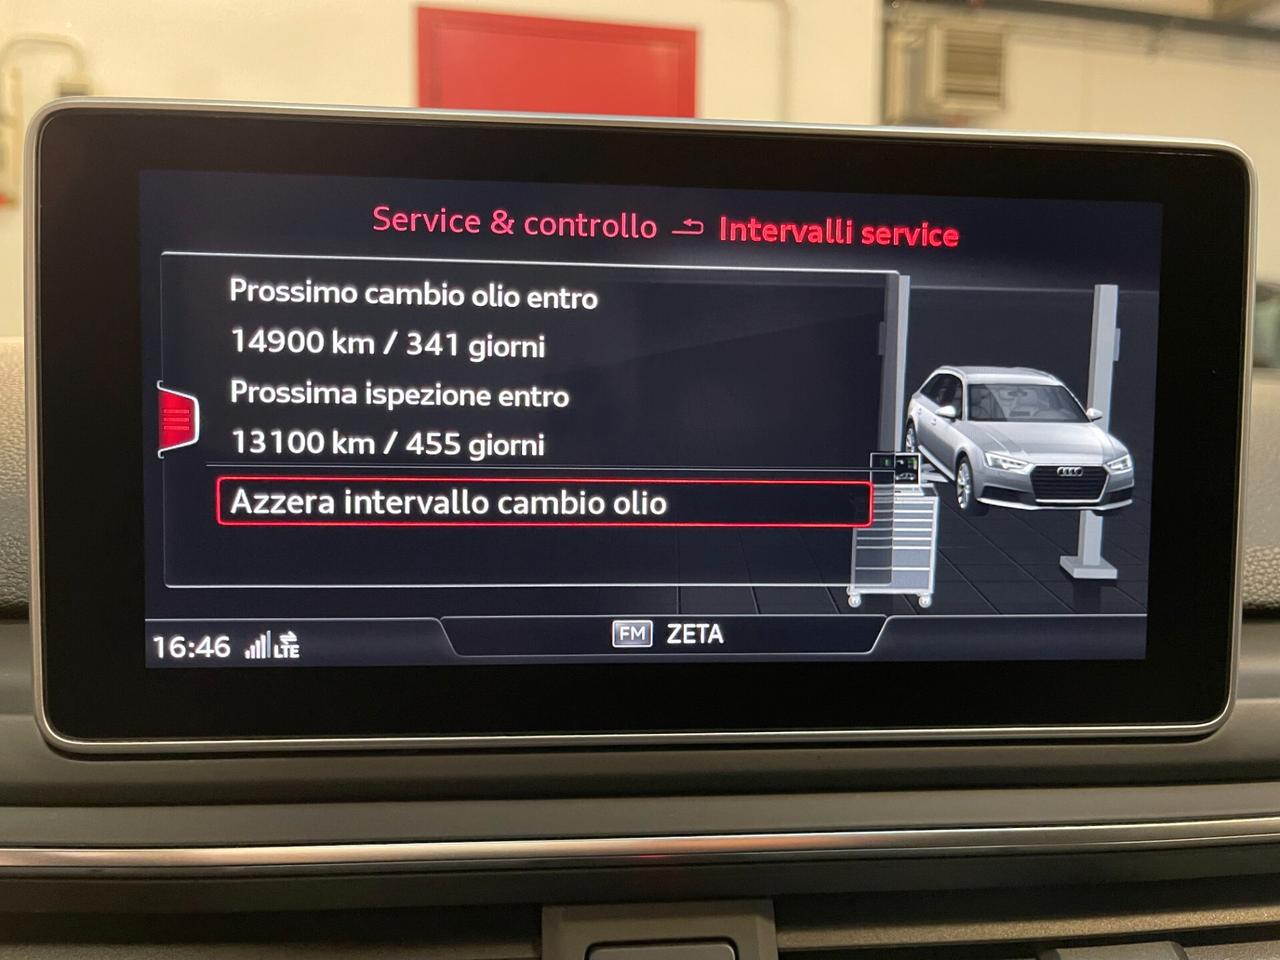 Service & controllo Intervalli service
Prossimo cambio olio entro
14900 km / 341 giorni
Prossima ispezione entro
13100 km / 455 giorni
Azzera intervallo cambio olio
16:46 LTE FM ZETA